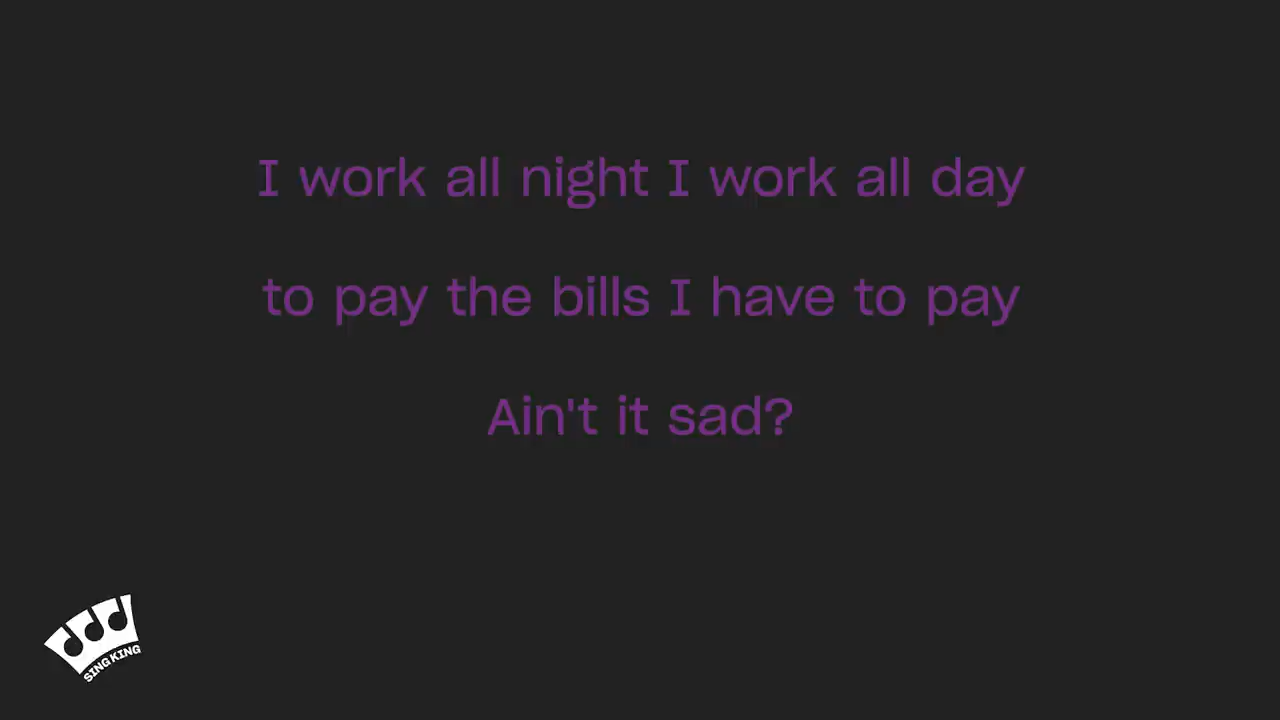 I work all night I work all day
to pay the bills I have to pay
Ain't it sad?
SING KING